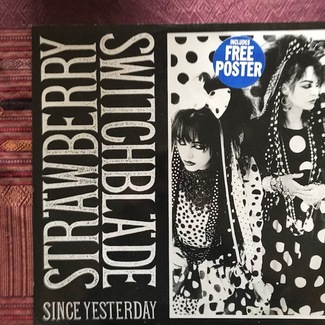 STRAWBERRY
SWITCHBLADE
SINCE YESTERDAY
INCLUDES
FREE
POSTER